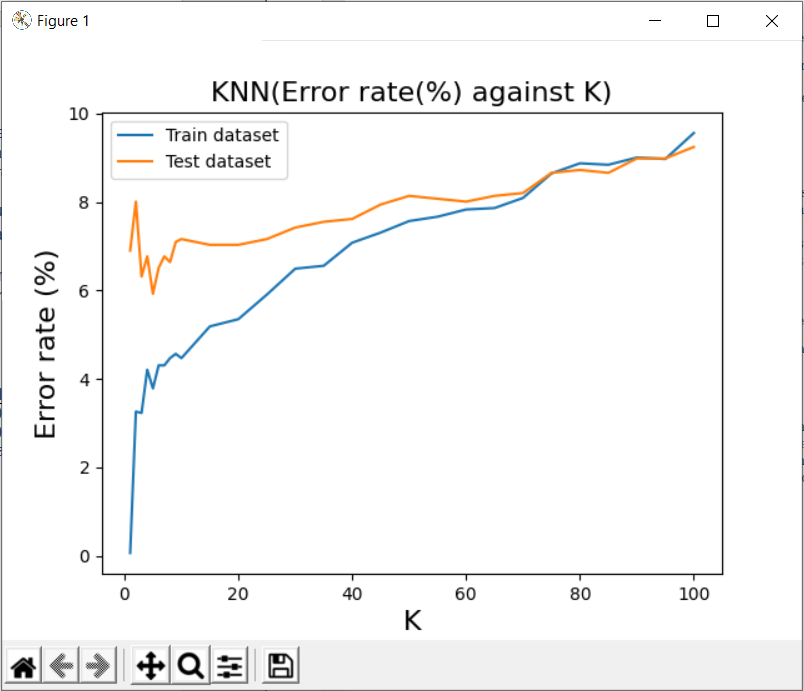 Figure 1
KNN(Error rate(%) against K)
Train dataset
Test dataset
Error rate (%)
10
8
6
4
2
0
0 20 40 60 80 100
K